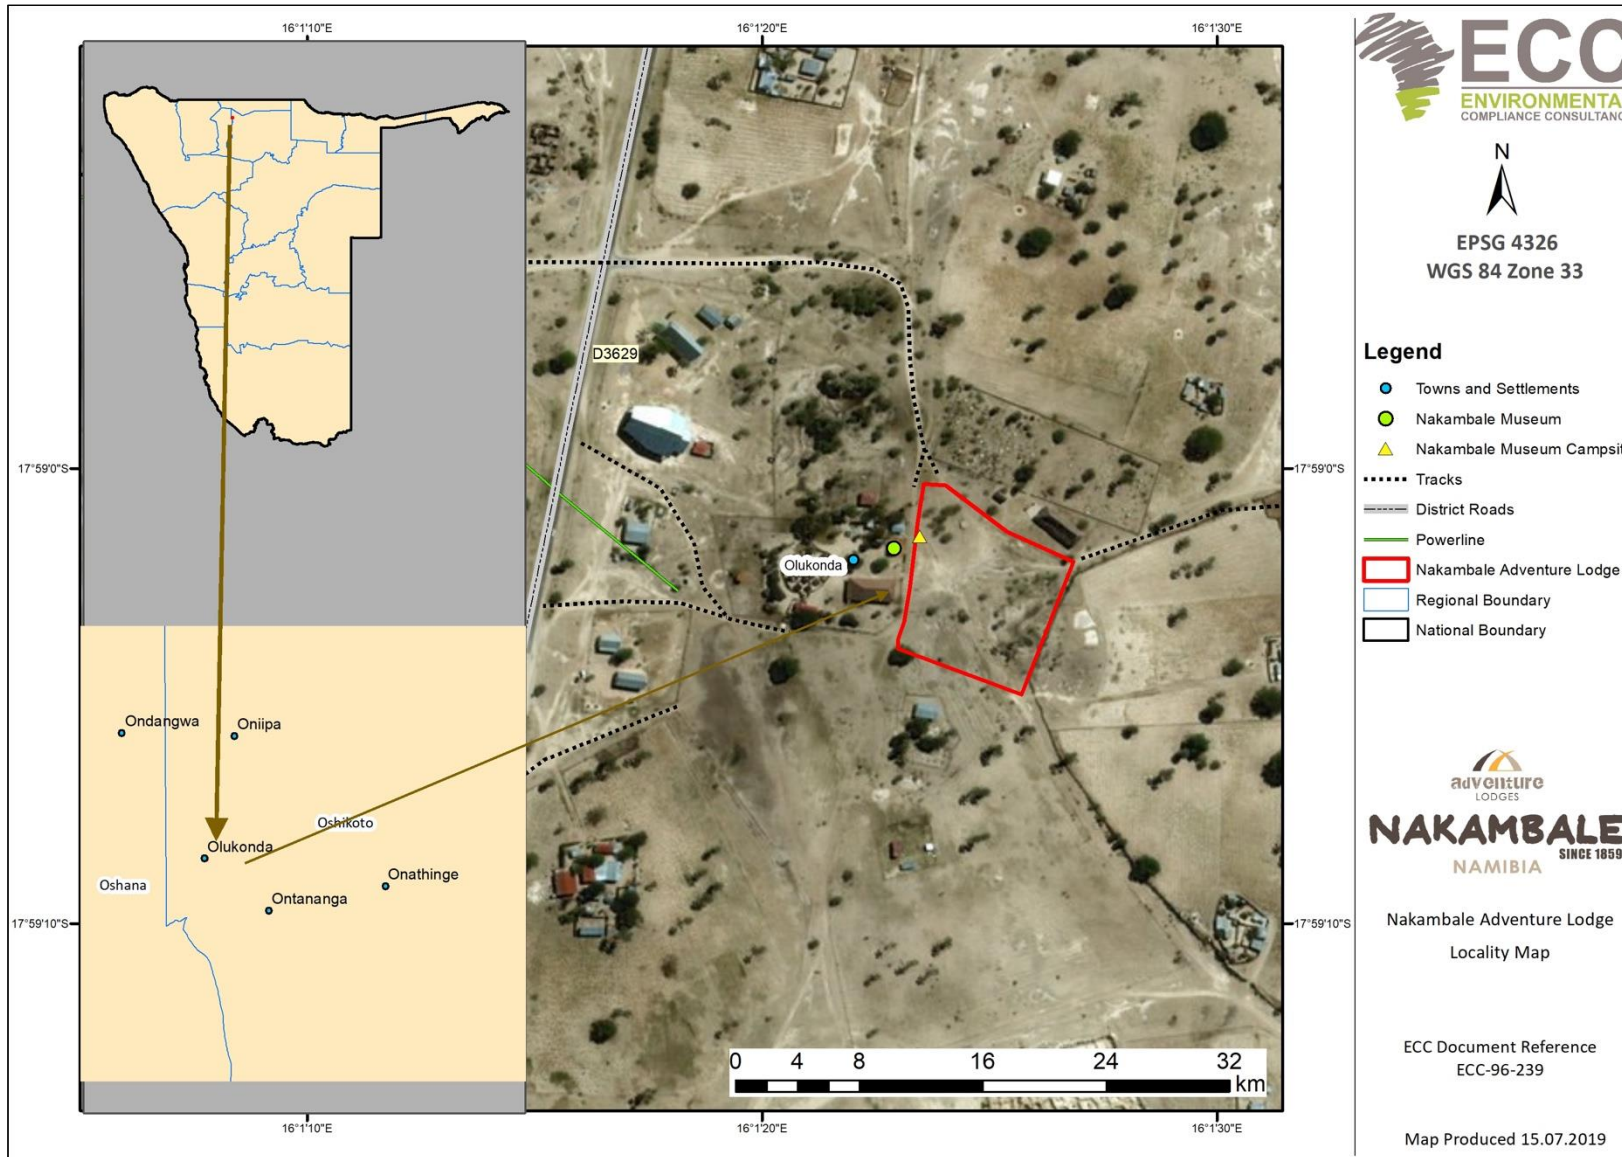 16°1'10"E
16°1'20"E
16°1'30"E
17°59'0"S
17°59'0"S
17°59'10"S
17°59'10"S
16°1'10"E
16°1'20"E
16°1'30"E
D3629
Olukonda
Ondangwa
Oniipa
Oshikoto
Olukonda
Oshana
Onathinge
Ontananga
0 4 8 16 24 32
km
ECC
ENVIRONMENTA
COMPLIANCE CONSULTANC
N
EPSG 4326
WGS 84 Zone 33
Legend
Towns and Settlements
Nakambale Museum
Nakambale Museum Campsit
Tracks
District Roads
Powerline
Nakambale Adventure Lodge
Regional Boundary
National Boundary
adventure
LODGES
NAKAMBALE
SINCE 1859
NAMIBIA
Nakambale Adventure Lodge
Locality Map
ECC Document Reference
ECC-96-239
Map Produced 15.07.2019